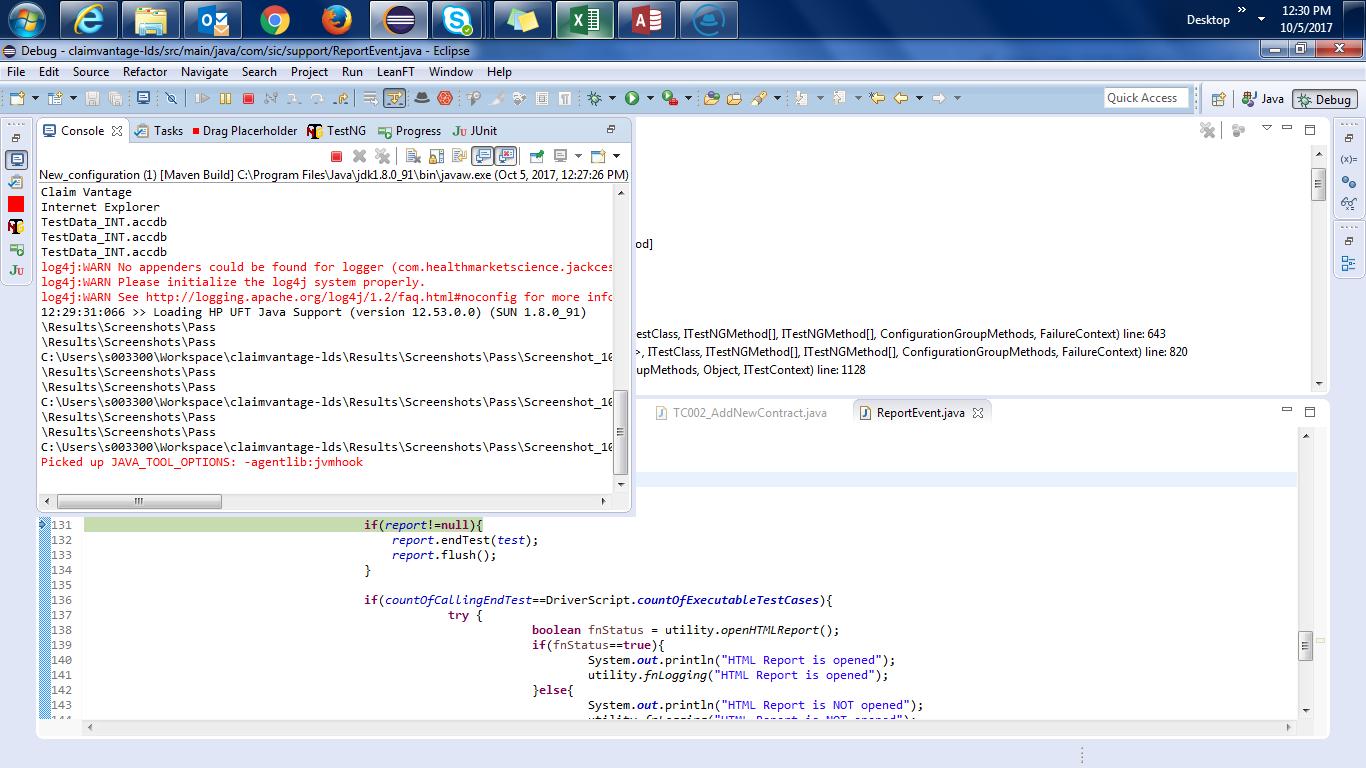 Desktop
12:30 PM
10/5/2017
Debug - claimvantage-lds/src/main/java/com/sic/support/ReportEvent.java - Eclipse
File Edit Source Refactor Navigate Search Project Run LeanFT Window Help
Quick Access Java Debug
Console Tasks Drag Placerholder TestNG Progress JUnit
New_configuration (1) [Maven Build] C:\Program Files\Java\jdk1.8.0_91\bin\javaw.exe (Oct 5, 2017, 12:27:26 PM)
Claim Vantage
Internet Explorer
TestData_INT.accdb
TestData_INT.accdb
TestData_INT.accdb
log4j:WARN No appenders could be found for logger (com.healthmarketscience.jackces
log4j:WARN Please initialize the log4j system properly.
log4j:WARN See http://logging.apache.org/log4j/1.2/faq.html#noconfig for more info
12:29:31:066 >> Loading HP UFT Java Support (version 12.53.0.0) (SUN 1.8.0_91)
\Results\Screenshots\Pass
\Results\Screenshots\Pass
C:\Users\s003300\Workspace\claimvantage-lds\Results\Screenshots\Pass\Screenshot_10
\Results\Screenshots\Pass
\Results\Screenshots\Pass
C:\Users\s003300\Workspace\claimvantage-lds\Results\Screenshots\Pass\Screenshot_10
\Results\Screenshots\Pass
\Results\Screenshots\Pass
C:\Users\s003300\Workspace\claimvantage-lds\Results\Screenshots\Pass\Screenshot_10
Picked up JAVA_TOOL_OPTIONS: -agentlib:jvmhook
od]
estClass, ITestNGMethod[], ITestNGMethod[], ConfigurationGroupMethods, FailureContext) line: 643
>, ITestClass, ITestNGMethod[], ITestNGMethod[], ConfigurationGroupMethods, FailureContext) line: 820
upMethods, Object, ITestContext) line: 1128
TC002_AddNewContract.java ReportEvent.java
131 if(report!=null){
132 report.endTest(test);
133 report.flush();
134 }
135
136 if(countOfCallingEndTest==DriverScript.countOfExecutableTestCases){
137 try {
138 boolean fnStatus = utility.openHTMLReport();
139 if(fnStatus==true){
140 System.out.println("HTML Report is opened");
141 utility.fnLogging("HTML Report is opened");
142 }else{
143 System.out.println("HTML Report is NOT opened");
144 utility.fnLogging("HTML Report is NOT opened");